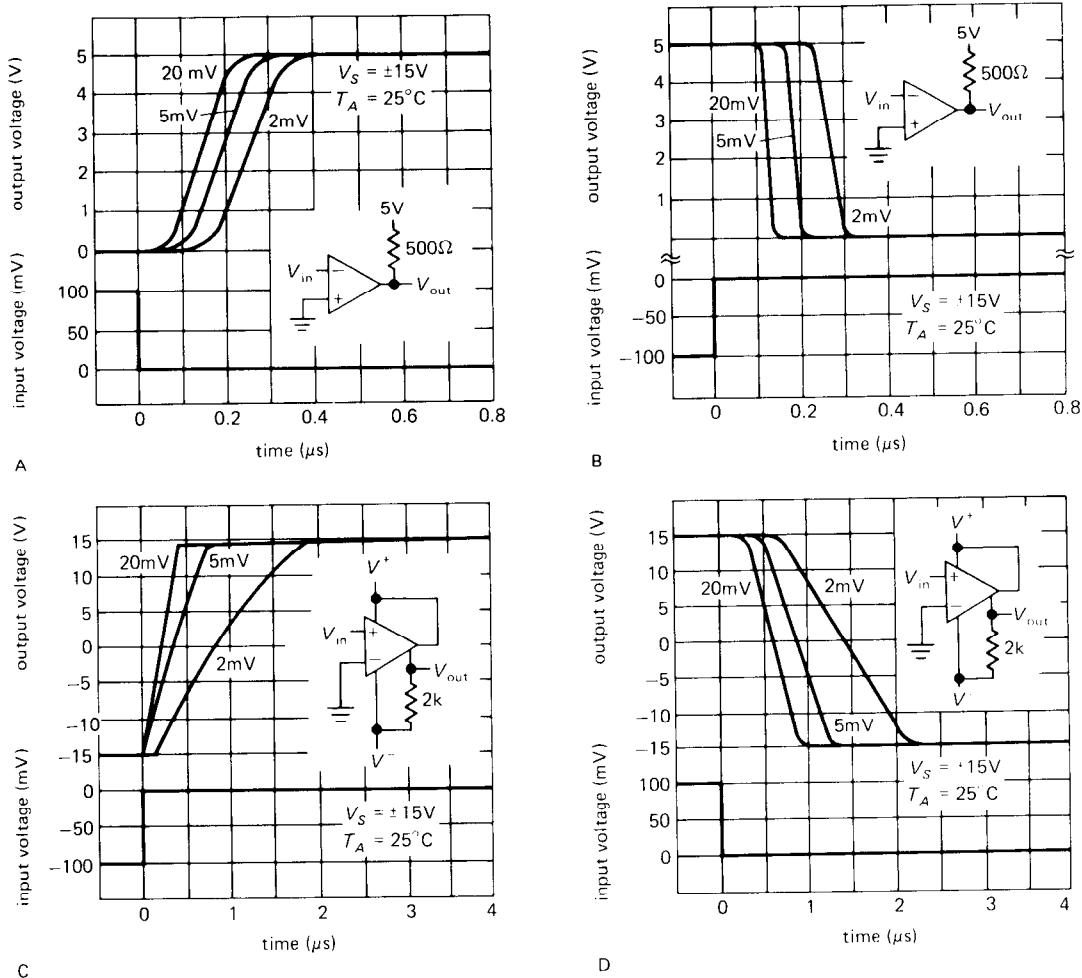 output voltage (V)
5
4
3
2
1
0
20 mV
5mV
2mV
V_S = ±15V
T_A = 25°C
5V
500Ω
V_in
−
+
V_out
input voltage (mV)
100
50
0
0
0.2
0.4
0.6
0.8
time (μs)
A
output voltage (V)
5
4
3
2
1
20mV
5mV
2mV
5V
500Ω
V_in
−
+
V_out
input voltage (mV)
0
−50
−100
V_S = ±15V
T_A = 25°C
0
0.2
0.4
0.6
0.8
time (μs)
B
output voltage (V)
15
10
5
0
−5
−10
−15
20mV
5mV
2mV
V+
V_in
+
−
V_out
2k
V−
input voltage (mV)
0
−50
−100
V_S = ±15V
T_A = 25°C
0
1
2
3
4
time (μs)
C
output voltage (V)
15
10
5
0
−5
−10
−15
20mV
2mV
5mV
V+
V_in
+
−
V_out
2k
V−
V_S = ±15V
T_A = 25°C
input voltage (mV)
100
50
0
0
1
2
3
4
time (μs)
D